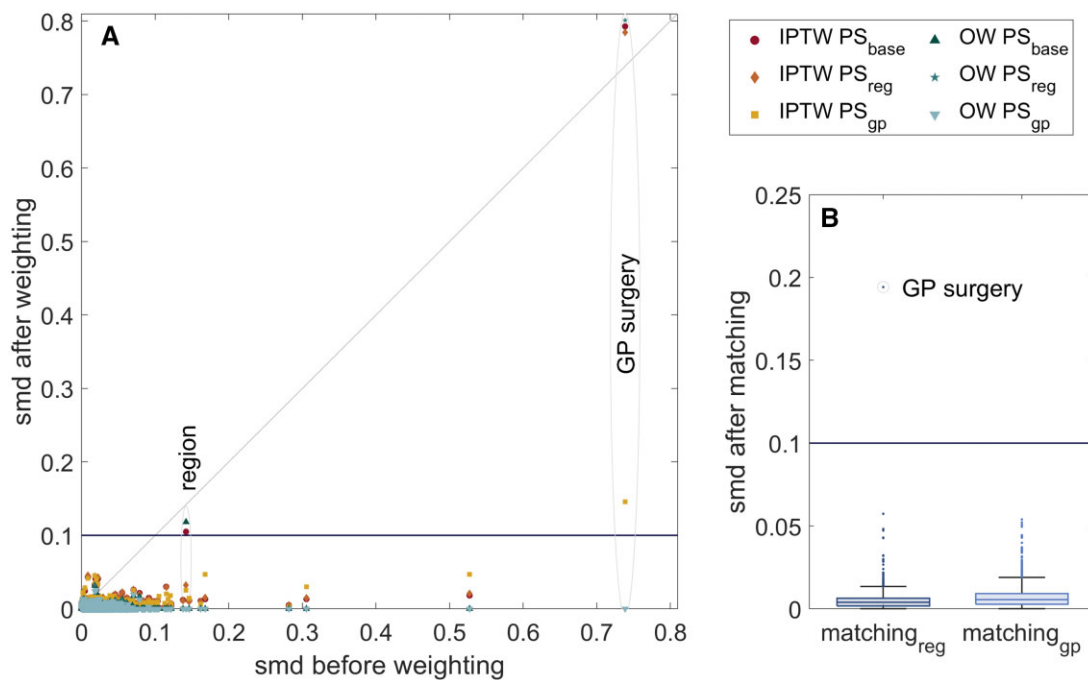 A
0.8
0.7
0.6
0.5
0.4
0.3
0.2
0.1
0
smd after weighting
region
GP surgery
0 0.1 0.2 0.3 0.4 0.5 0.6 0.7 0.8
smd before weighting
IPTW PSbase OW PSbase
IPTW PSreg OW PSreg
IPTW PSgp OW PSgp
B
0.25
0.2
0.15
0.1
0.05
0
smd after matching
GP surgery
matchingreg matchinggp